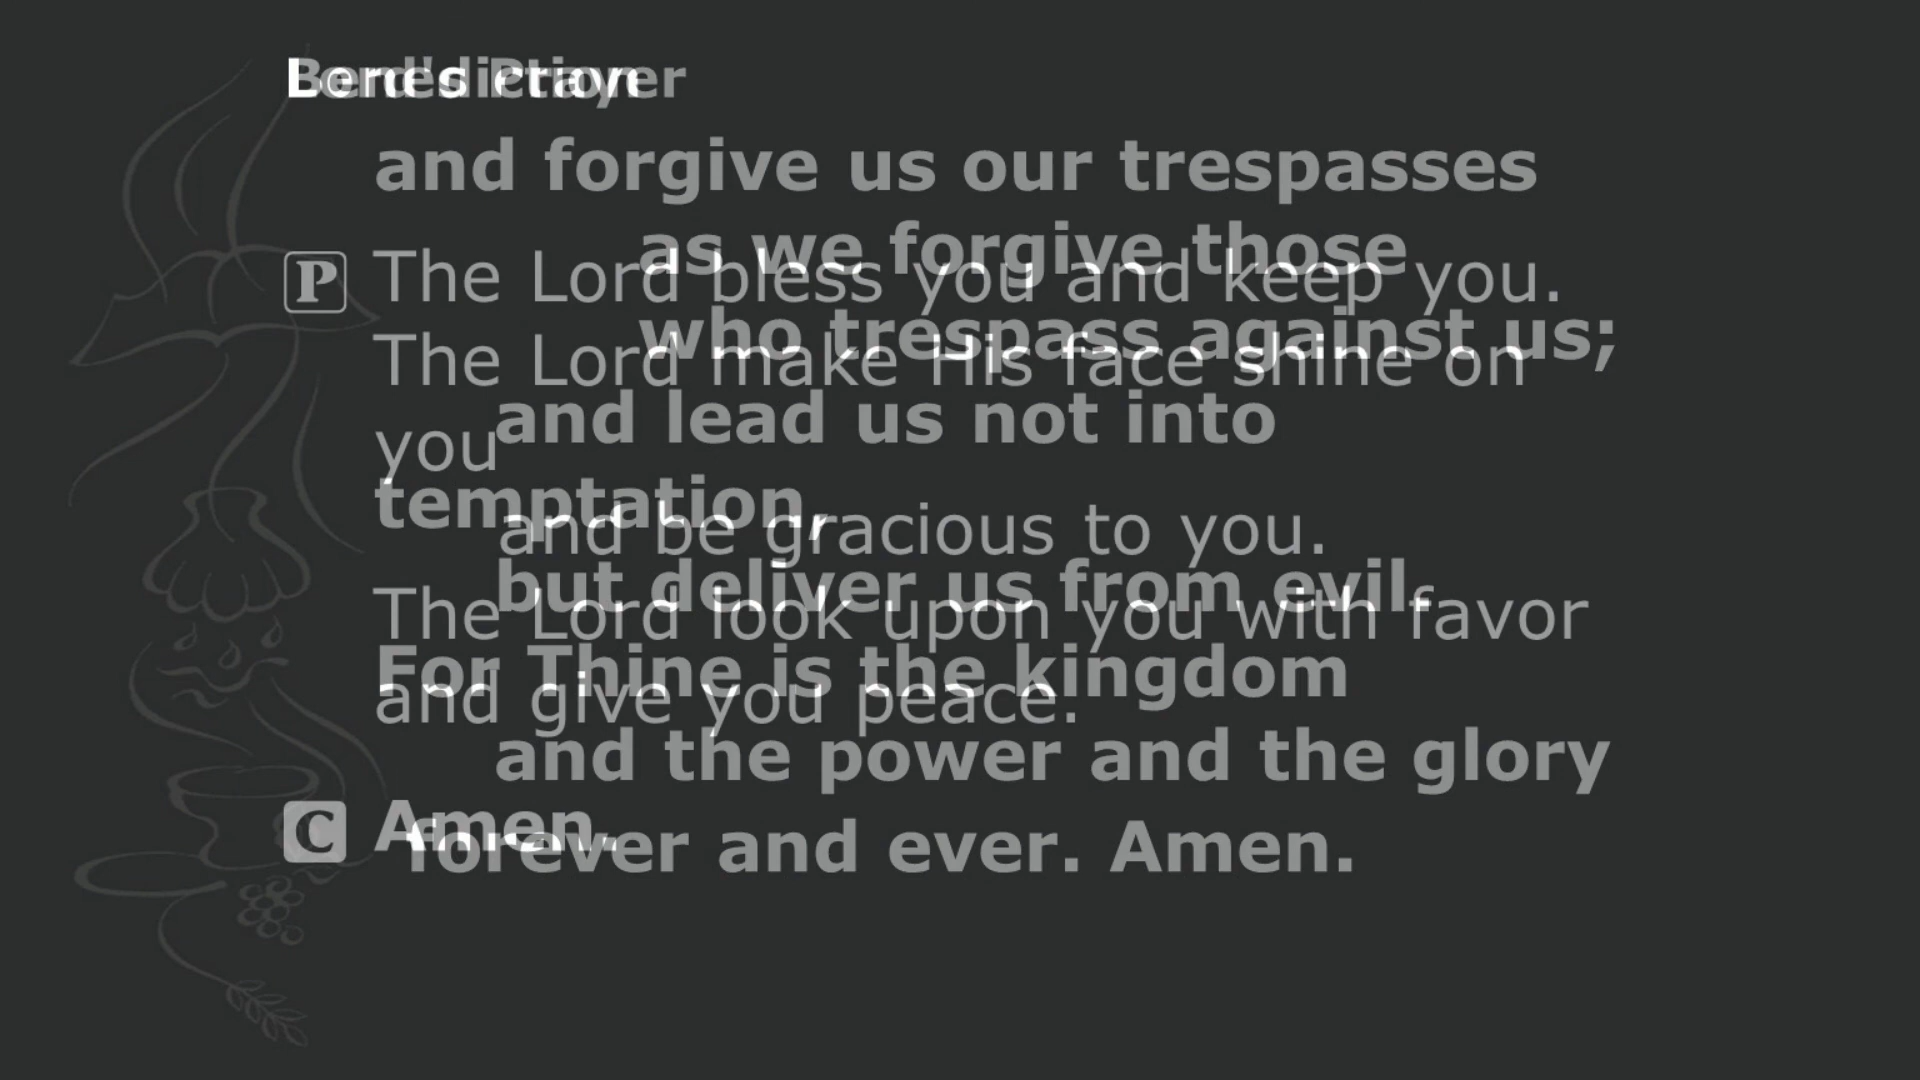 Lord's Prayer
Benediction
and forgive us our trespasses
as we forgive those
P The Lord bless you and keep you.
who trespass against us;
The Lord make His face shine on
and lead us not into
you
temptation,
and be gracious to you.
but deliver us from evil.
The Lord look upon you with favor
For Thine is the kingdom
and give you peace.
and the power and the glory
C Amen.
forever and ever. Amen.